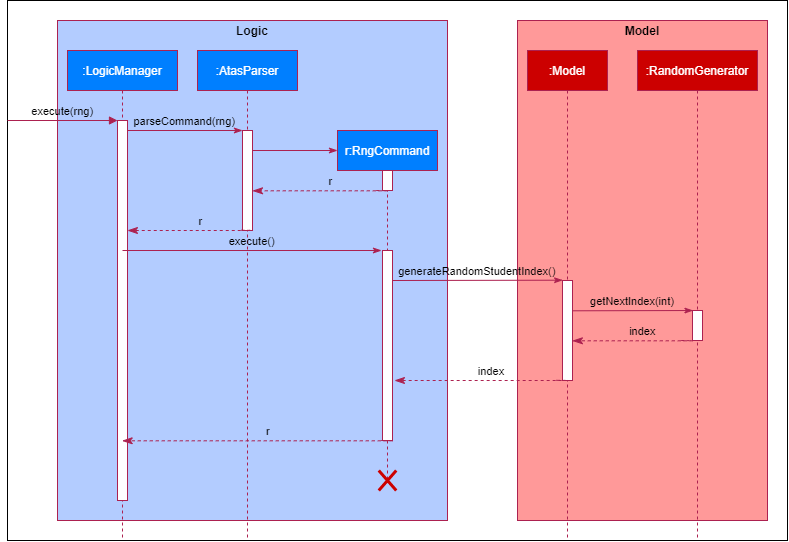 Logic
Model
:LogicManager
:AtasParser
:Model
:RandomGenerator
execute(rng)
parseCommand(rng)
r:RngCommand
r
r
execute()
generateRandomStudentIndex()
getNextIndex(int)
index
index
r